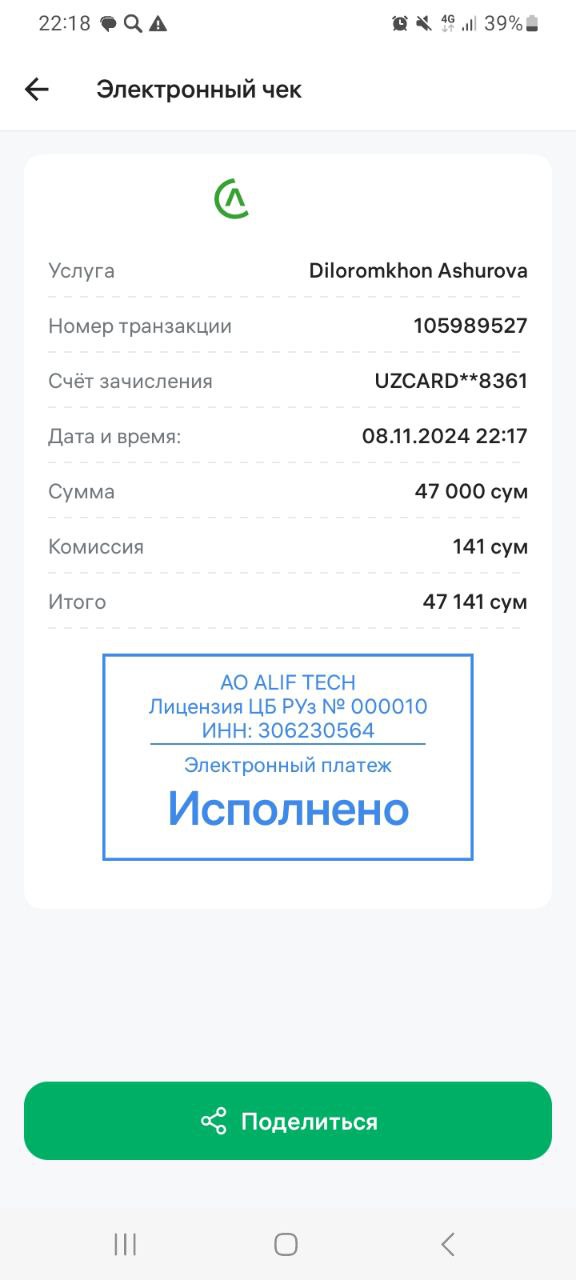 22:18
4G
39%
Электронный чек
Услуга Diloromkhon Ashurova
Номер транзакции 105989527
Счёт зачисления UZCARD**8361
Дата и время: 08.11.2024 22:17
Сумма 47 000 сум
Комиссия 141 сум
Итого 47 141 сум
АО ALIF TECH
Лицензия ЦБ РУз № 000010
ИНН: 306230564
Электронный платеж
Исполнено
Поделиться